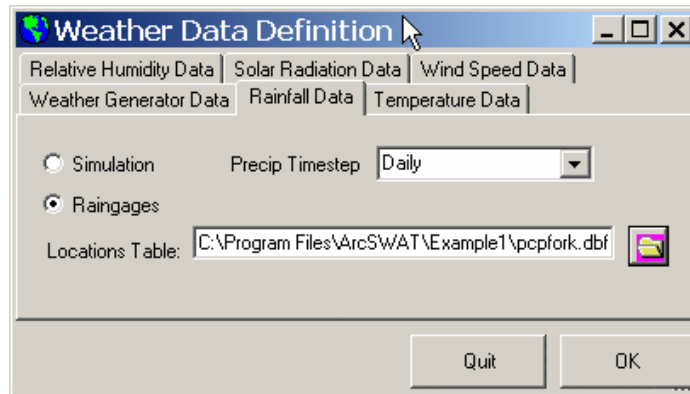 Weather Data Definition
Relative Humidity Data Solar Radiation Data Wind Speed Data
Weather Generator Data Rainfall Data Temperature Data
Simulation Precip Timestep Daily
Raingages
Locations Table: C:\Program Files\ArcSWAT\Example1\pcpfork.dbf
Quit OK